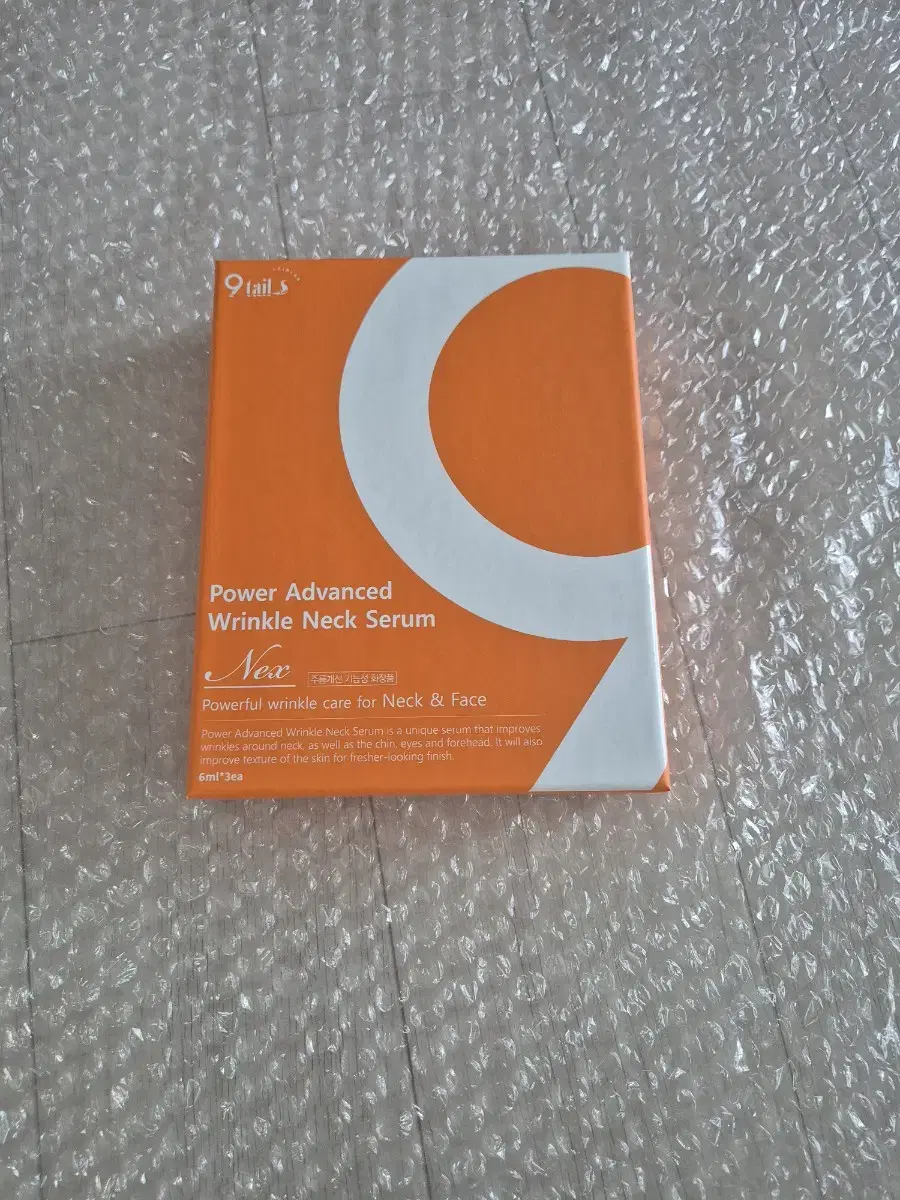 9 tails
Power Advanced
Wrinkle Neck Serum
Nex
주름개선 기능성 화장품
Powerful wrinkle care for Neck & Face
Power Advanced Wrinkle Neck Serum is a unique serum that improves
wrinkles around neck, as well as the chin, eyes and forehead. It will also
improve texture of the skin for fresher-looking finish.
6ml*3ea